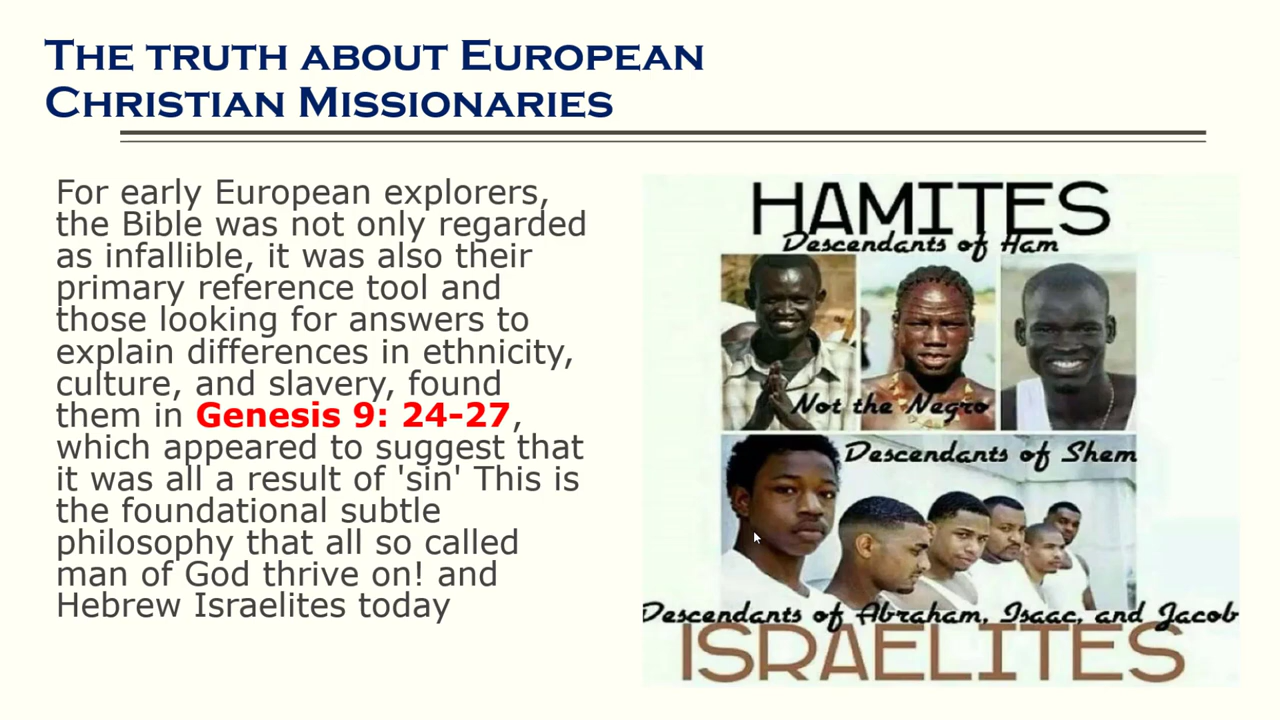 THE TRUTH ABOUT EUROPEAN
CHRISTIAN MISSIONARIES
For early European explorers,
the Bible was not only regarded
as infallible, it was also their
primary reference tool and
those looking for answers to
explain differences in ethnicity,
culture, and slavery, found
them in Genesis 9: 24-27,
which appeared to suggest that
it was all a result of 'sin' This is
the foundational subtle
philosophy that all so called
man of God thrive on! and
Hebrew Israelites today
HAMITES
Descendants of Ham
Not the Negro
Descendants of Shem
Descendants of Abraham, Isaac, and Jacob
ISRAELITES